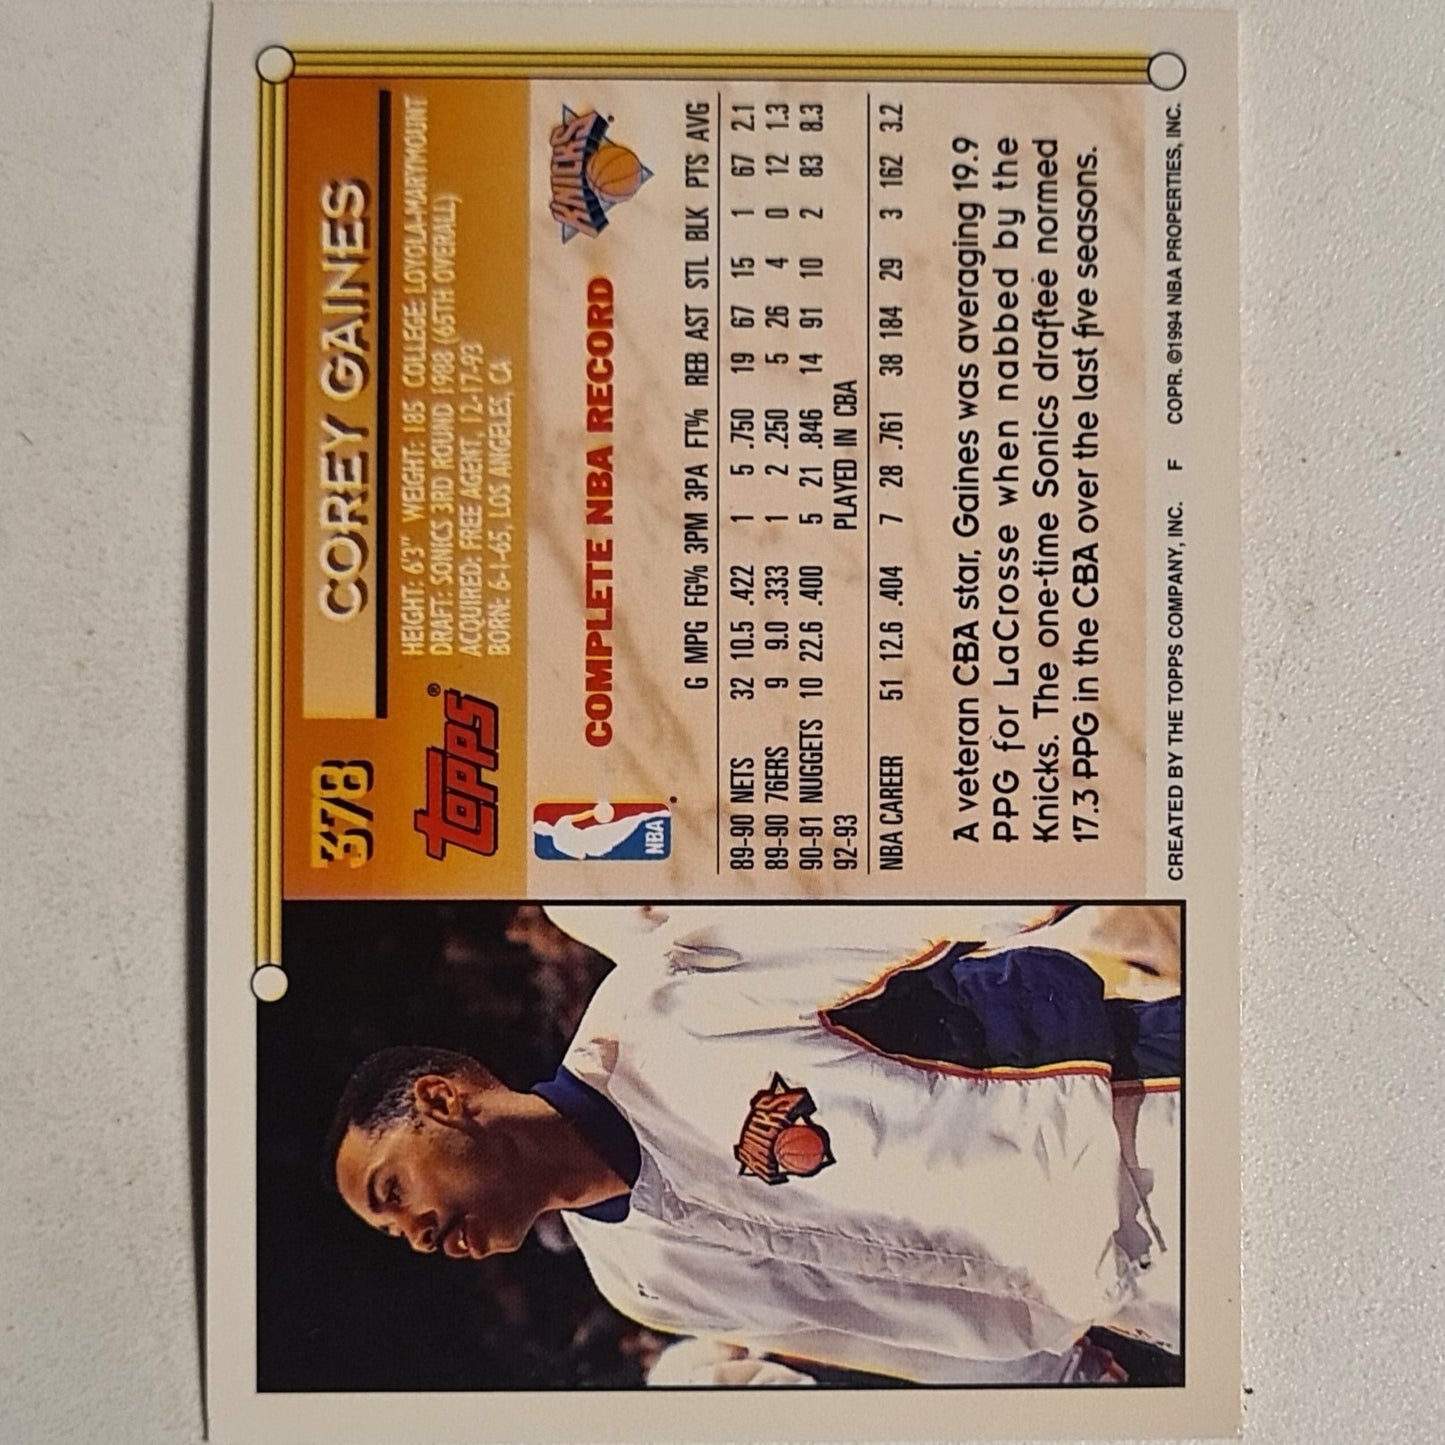 378
COREY GAINES
Topps®
HEIGHT: 6'3" WEIGHT: 185 COLLEGE: LOYOLA-MARYMOUNT
DRAFT: SONICS 3RD ROUND 1988 (65TH OVERALL)
ACQUIRED: FREE AGENT, 12-17-93
BORN: 6-1-65, LOS ANGELES, CA
NBA
COMPLETE NBA RECORD
KNICKS
G MPG FG% 3PM 3PA FT% REB AST STL BLK PTS AVG
89-90 NETS 32 10.5 .422 1 5 .750 19 67 15 1 67 2.1
89-90 76ERS 9 9.0 .333 1 2 .250 5 26 4 0 12 1.3
90-91 NUGGETS 10 22.6 .400 5 21 .846 14 91 10 2 83 8.3
92-93 PLAYED IN CBA
NBA CAREER 51 12.6 .404 7 28 .761 38 184 29 3 162 3.2
A veteran CBA star, Gaines was averaging 19.9
PPG for LaCrosse when nabbed by the
Knicks. The one-time Sonics draftee normed
17.3 PPG in the CBA over the last five seasons.
CREATED BY THE TOPPS COMPANY, INC. F COPR. ©1994 NBA PROPERTIES, INC.
KNICKS